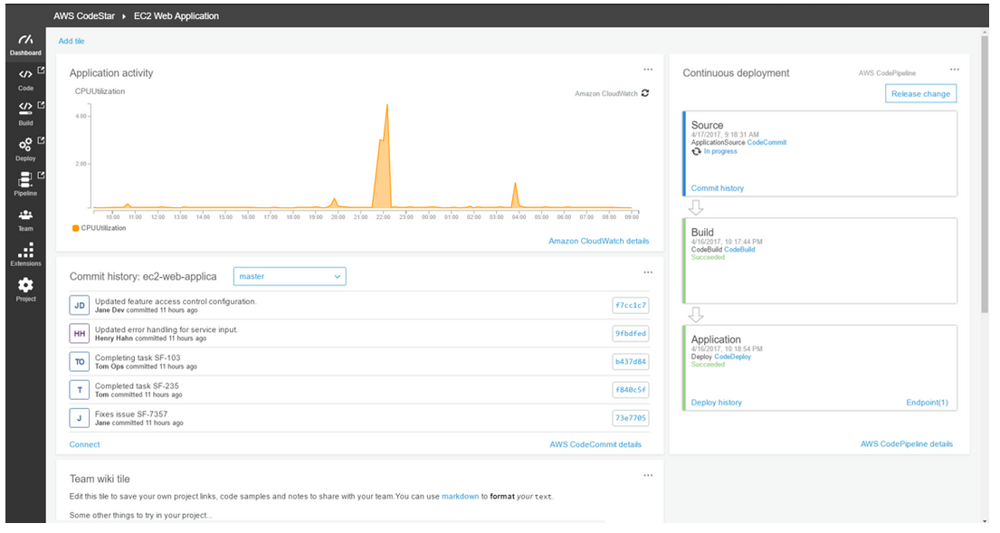 AWS CodeStar ▸ EC2 Web Application
Dashboard
Code
Build
Deploy
Pipeline
Team
Extensions
Project
Add tile
Application activity
CPUUtilization
Amazon CloudWatch
4.00
2.00
10:00 11:00 12:00 13:00 14:00 15:00 16:00 17:00 18:00 19:00 20:00 21:00 22:00 23:00 00:00 01:00 02:00 03:00 04:00 05:00 06:00 07:00 08:00 09:00
CPUUtilization
Amazon CloudWatch details
Commit history: ec2-web-applica master
JD Updated feature access control configuration. f7cc1c7
Jane Dev committed 11 hours ago
HH Updated error handling for service input. 9fbdfed
Henry Hahn committed 11 hours ago
TO Completing task SF-103 b437d84
Tom Ops committed 11 hours ago
T Completed task SF-235 f840c5f
Tom committed 11 hours ago
J Fixes issue SF-7357 73e7705
Jane committed 11 hours ago
Connect AWS CodeCommit details
Team wiki tile
Edit this tile to save your own project links, code samples and notes to share with your team.You can use markdown to format your text.
Some other things to try in your project...
Continuous deployment AWS CodePipeline
Release change
Source
4/17/2017, 9:18:31 AM
ApplicationSource CodeCommit
In progress
Commit history
Build
4/16/2017, 10:17:44 PM
CodeBuild CodeBuild
Succeeded
Application
4/16/2017, 10:18:54 PM
Deploy CodeDeploy
Succeeded
Deploy history Endpoint(1)
AWS CodePipeline details